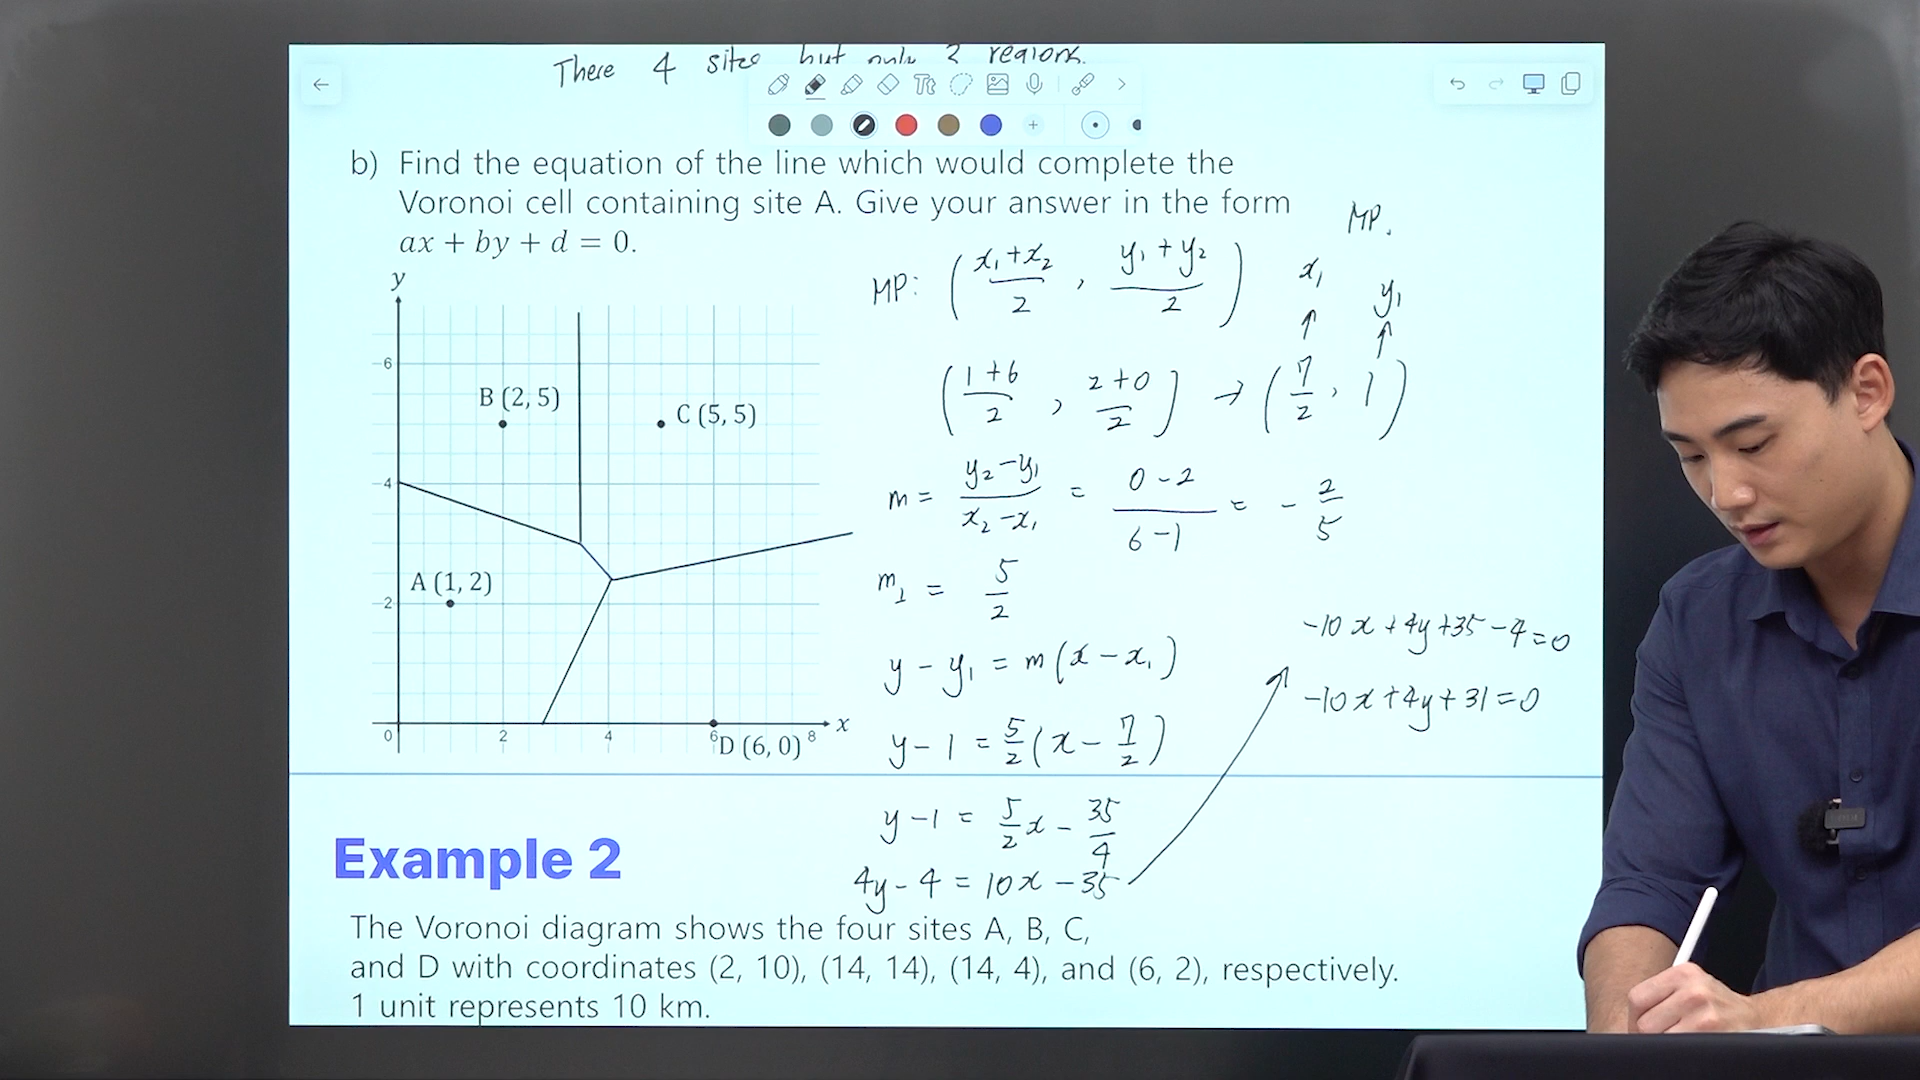 There 4 sites but only 3 regions.
Tt
b) Find the equation of the line which would complete the
Voronoi cell containing site A. Give your answer in the form
ax + by + d = 0.
MP.
MP: ( x₁+x₂ / 2 , y₁+y₂ / 2 )
x₁ y₁
↑ ↑
( 1+6 / 2 , 2+0 / 2 ) → ( 7/2 , 1 )
m = y₂-y₁ / x₂-x₁ = 0-2 / 6-1 = - 2/5
m⊥ = 5/2
y - y₁ = m(x - x₁)
y - 1 = 5/2 (x - 7/2)
y - 1 = 5/2 x - 35/4
4y - 4 = 10x - 35
-10x + 4y + 35 - 4 = 0
-10x + 4y + 31 = 0
y
6
B (2, 5)
C (5, 5)
4
A (1, 2)
2
0 2 4 6 8 x
D (6, 0)
Example 2
The Voronoi diagram shows the four sites A, B, C,
and D with coordinates (2, 10), (14, 14), (14, 4), and (6, 2), respectively.
1 unit represents 10 km.